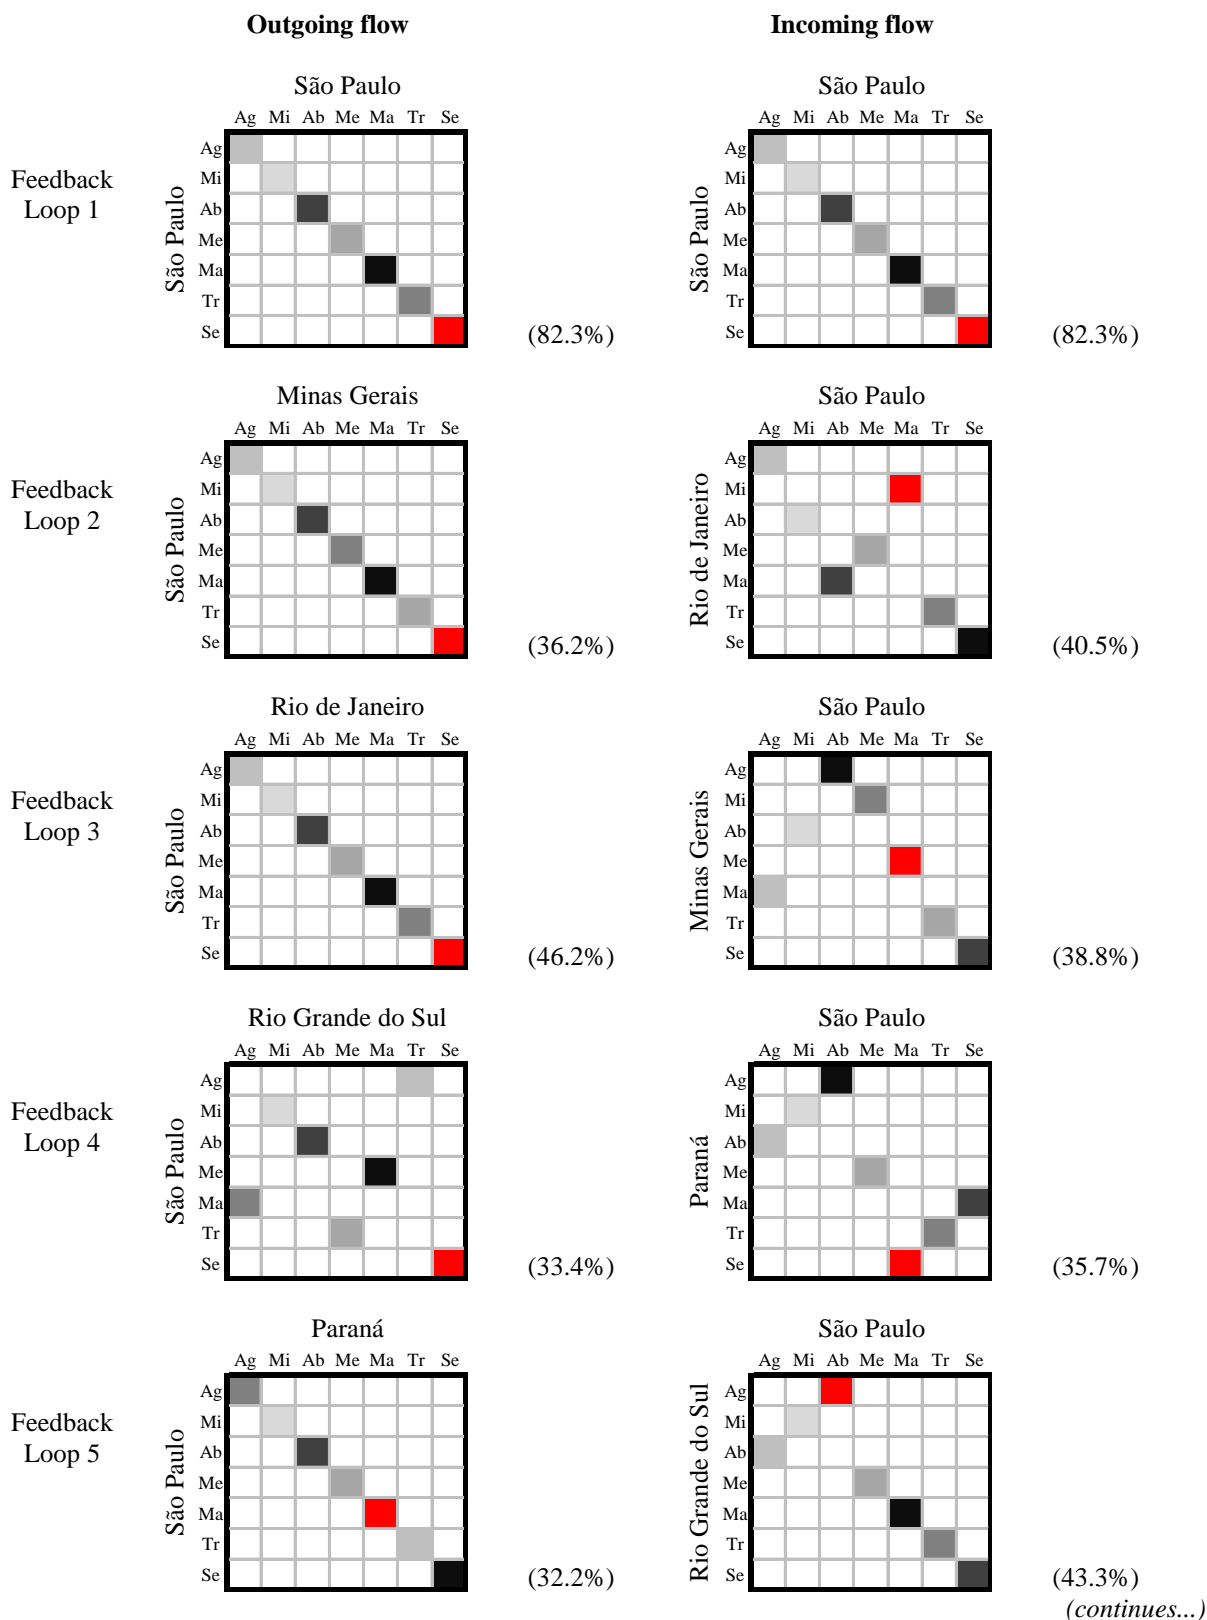 Outgoing flow
Incoming flow
São Paulo
São Paulo
Ag Mi Ab Me Ma Tr Se
Ag Mi Ab Me Ma Tr Se
Feedback
Loop 1
São Paulo
Ag
Mi
Ab
Me
Ma
Tr
Se
(82.3%)
São Paulo
Ag
Mi
Ab
Me
Ma
Tr
Se
(82.3%)
Minas Gerais
São Paulo
Ag Mi Ab Me Ma Tr Se
Ag Mi Ab Me Ma Tr Se
Feedback
Loop 2
São Paulo
Ag
Mi
Ab
Me
Ma
Tr
Se
(36.2%)
Rio de Janeiro
Ag
Mi
Ab
Me
Ma
Tr
Se
(40.5%)
Rio de Janeiro
São Paulo
Ag Mi Ab Me Ma Tr Se
Ag Mi Ab Me Ma Tr Se
Feedback
Loop 3
São Paulo
Ag
Mi
Ab
Me
Ma
Tr
Se
(46.2%)
Minas Gerais
Ag
Mi
Ab
Me
Ma
Tr
Se
(38.8%)
Rio Grande do Sul
São Paulo
Ag Mi Ab Me Ma Tr Se
Ag Mi Ab Me Ma Tr Se
Feedback
Loop 4
São Paulo
Ag
Mi
Ab
Me
Ma
Tr
Se
(33.4%)
Paraná
Ag
Mi
Ab
Me
Ma
Tr
Se
(35.7%)
Paraná
São Paulo
Ag Mi Ab Me Ma Tr Se
Ag Mi Ab Me Ma Tr Se
Feedback
Loop 5
São Paulo
Ag
Mi
Ab
Me
Ma
Tr
Se
(32.2%)
Rio Grande do Sul
Ag
Mi
Ab
Me
Ma
Tr
Se
(43.3%)
(continues...)